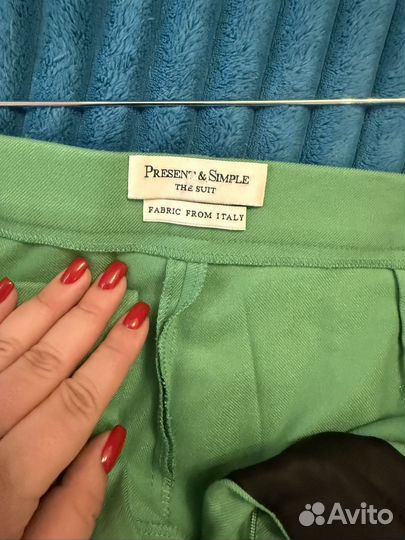 PRESENT & SIMPLE
THE SUIT
FABRIC FROM ITALY
Avito